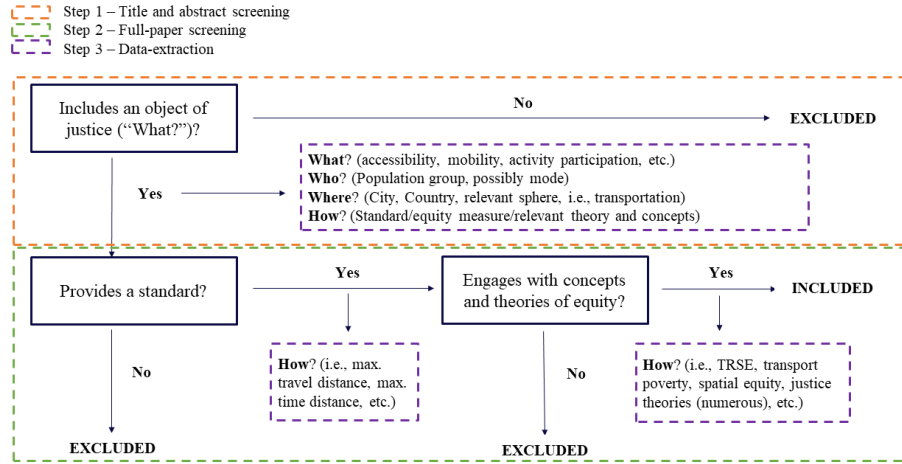 Step 1 – Title and abstract screening
Step 2 – Full-paper screening
Step 3 – Data-extraction
Includes an object of
justice (“What?”)?
No
EXCLUDED
Yes
What? (accessibility, mobility, activity participation, etc.)
Who? (Population group, possibly mode)
Where? (City, Country, relevant sphere, i.e., transportation)
How? (Standard/equity measure/relevant theory and concepts)
Provides a standard?
Yes
Engages with concepts
and theories of equity?
Yes
INCLUDED
No
How? (i.e., max.
travel distance, max.
time distance, etc.)
No
How? (i.e., TRSE, transport
poverty, spatial equity, justice
theories (numerous), etc.)
EXCLUDED
EXCLUDED